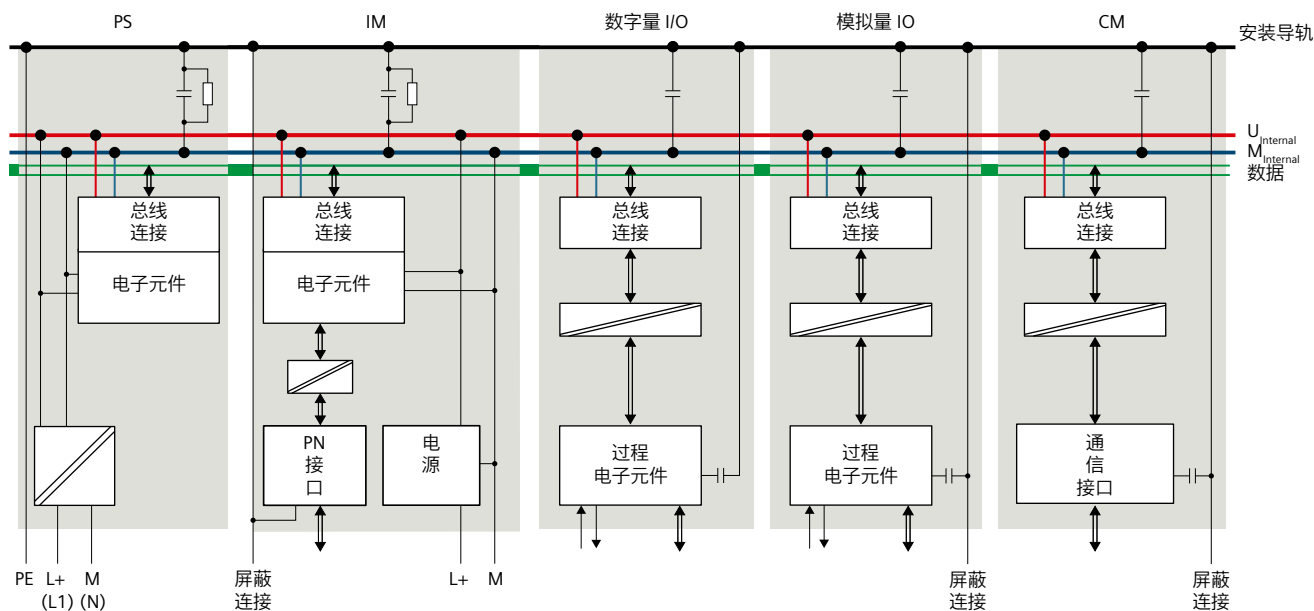 PS
IM
数字量 I/O
模拟量 IO
CM
安装导轨
U Internal
M Internal
数据
总线
连接
电子元件
总线
连接
电子元件
总线
连接
总线
连接
总线
连接
PN
接
口
电
源
过程
电子元件
过程
电子元件
通
信
接口
PE
L+
(L1)
M
(N)
屏蔽
连接
L+
M
屏蔽
连接
屏蔽
连接